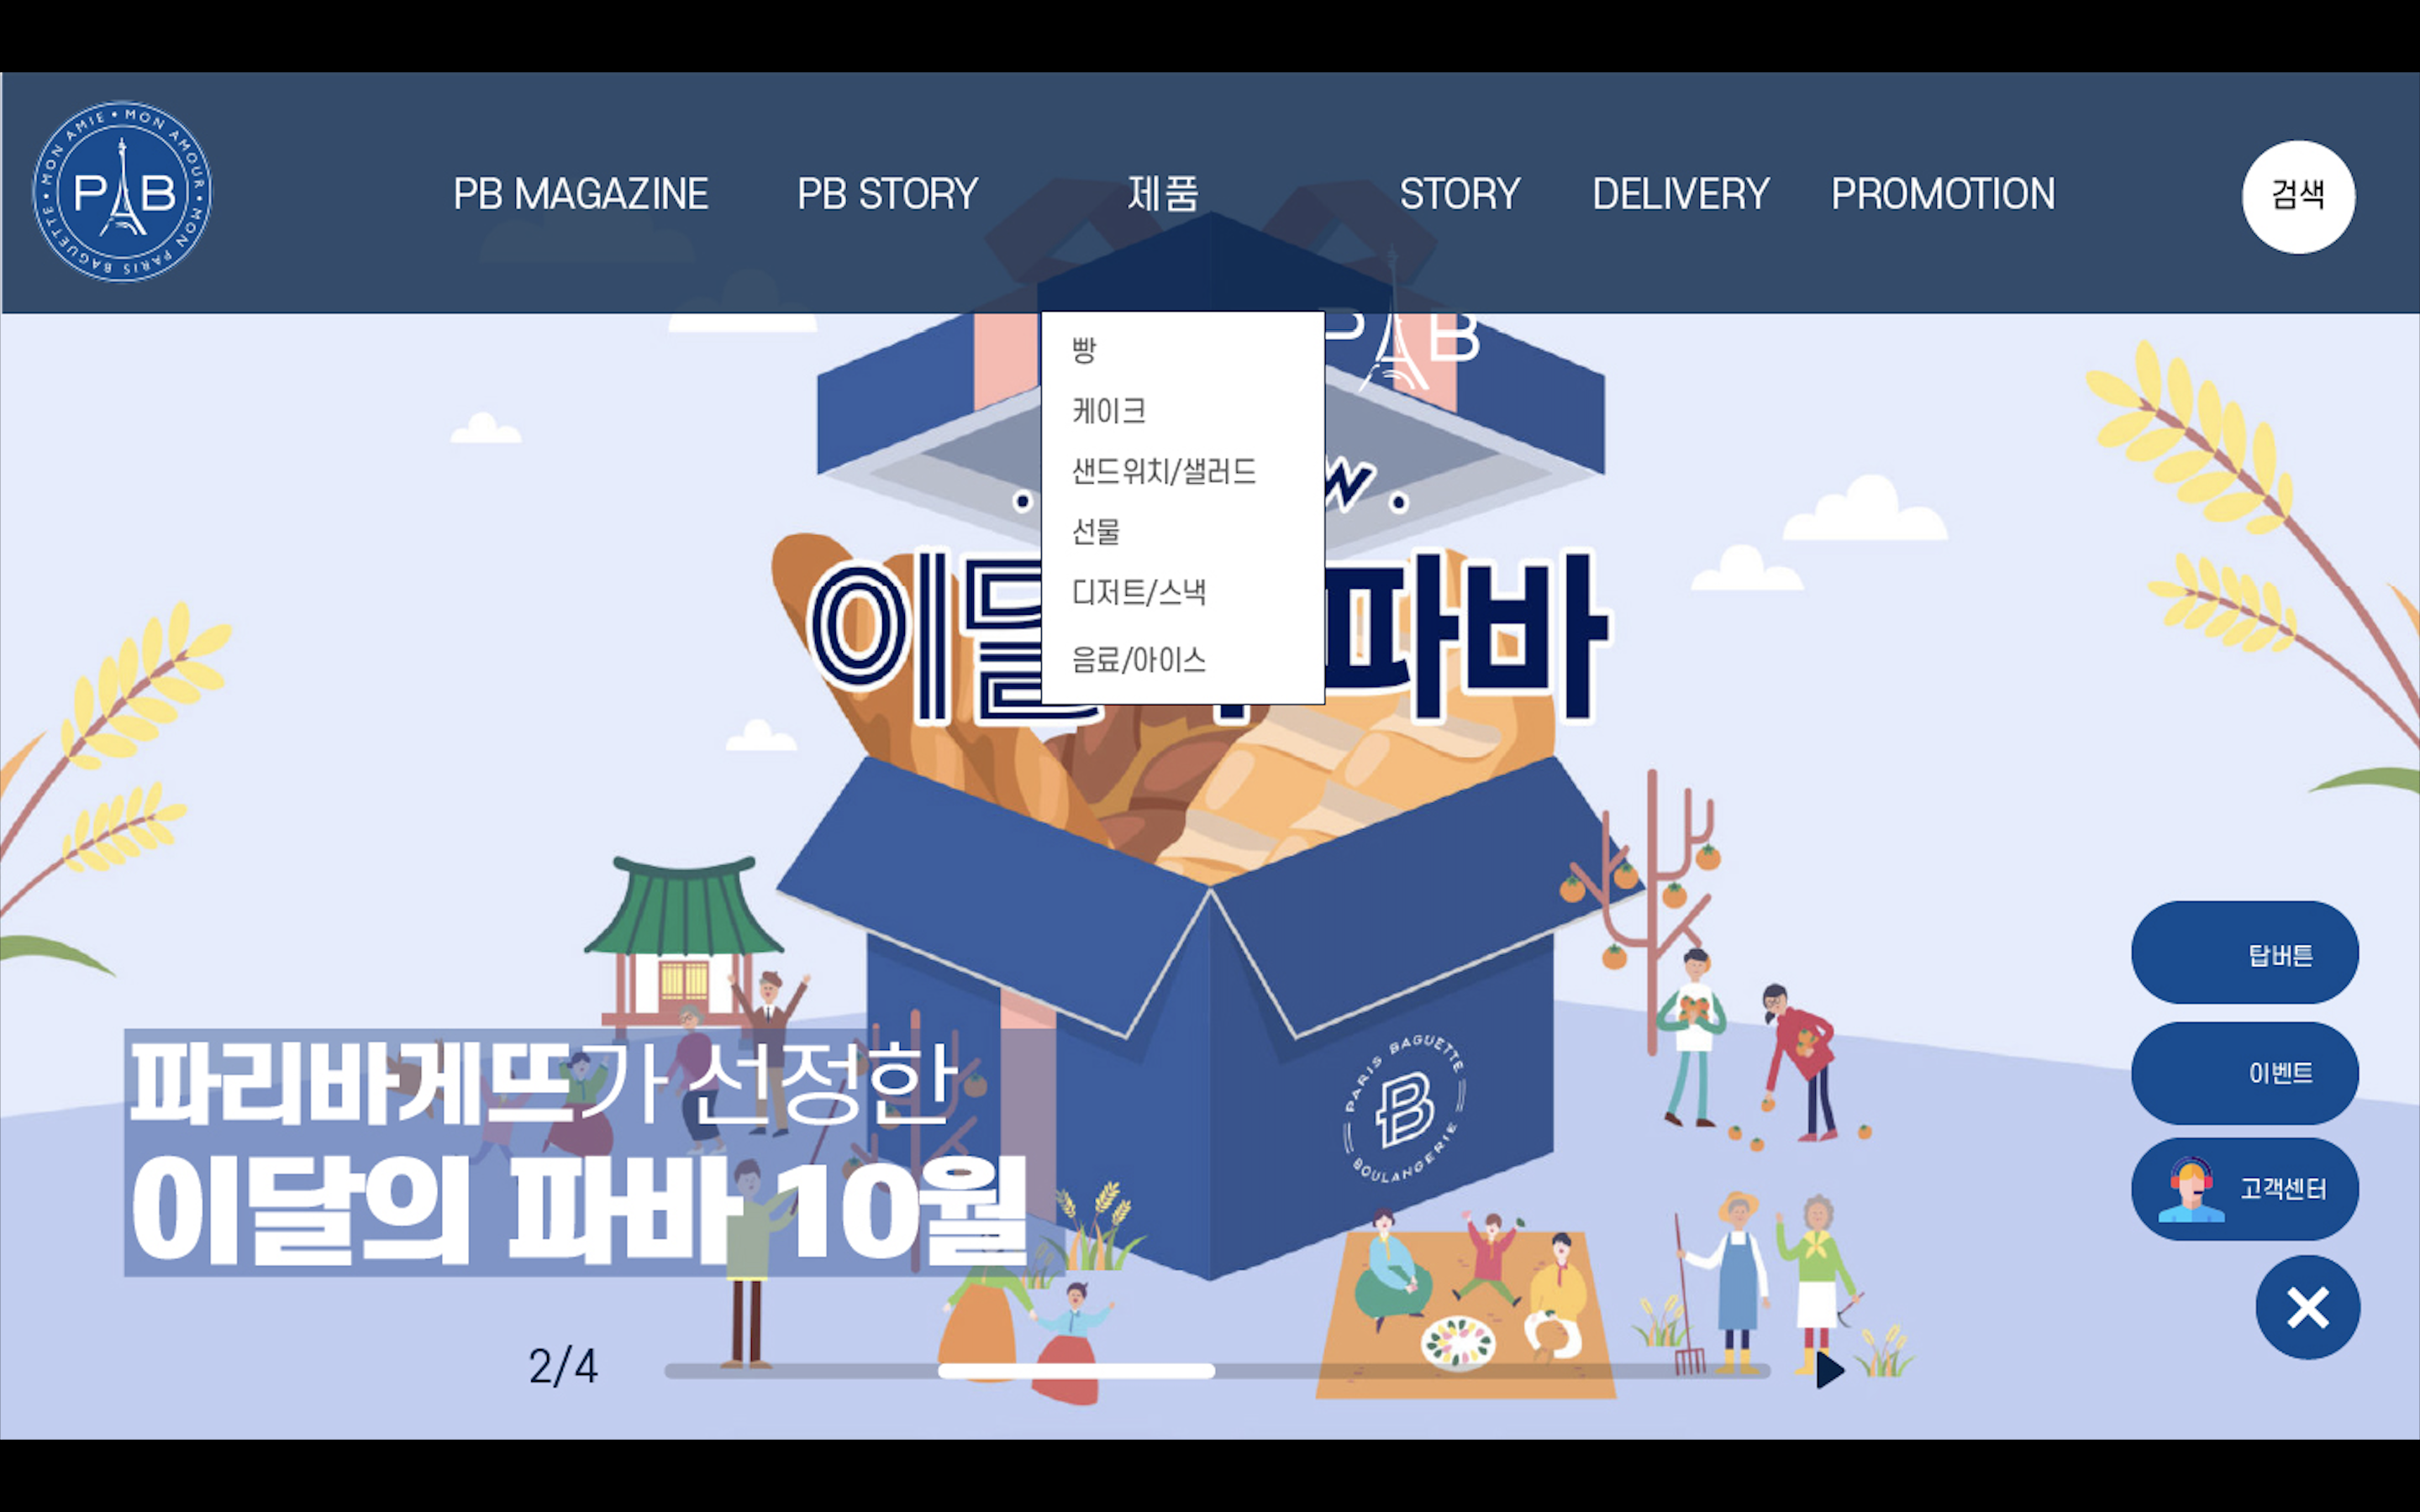 MON AMIE • MON AMOUR • MON PARIS BAGUETTE •
PB
PB MAGAZINE
PB STORY
제품
STORY
DELIVERY
PROMOTION
검색
빵
케이크
샌드위치/샐러드
선물
디저트/스낵
음료/아이스
P B
이달 파바
PARIS BAGUETTE
B
BOULANGERIE
탑버튼
이벤트
고객센터
파리바게뜨가 선정한
이달의 파바 10월
2/4